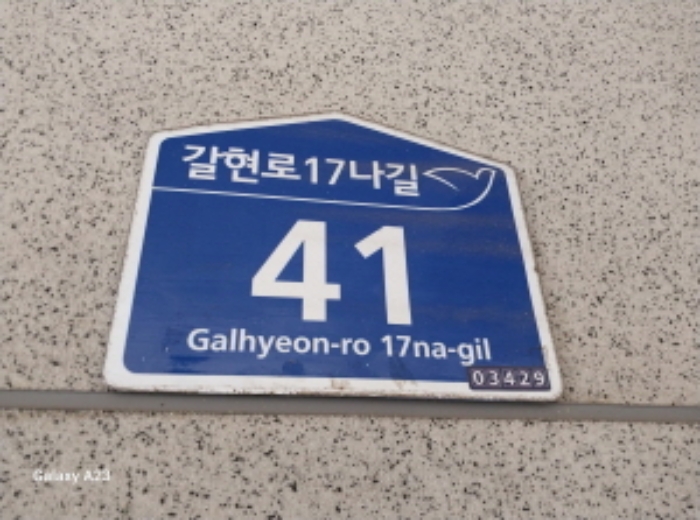 갈현로17나길
41
Galhyeon-ro 17na-gil
03429
Galaxy A23